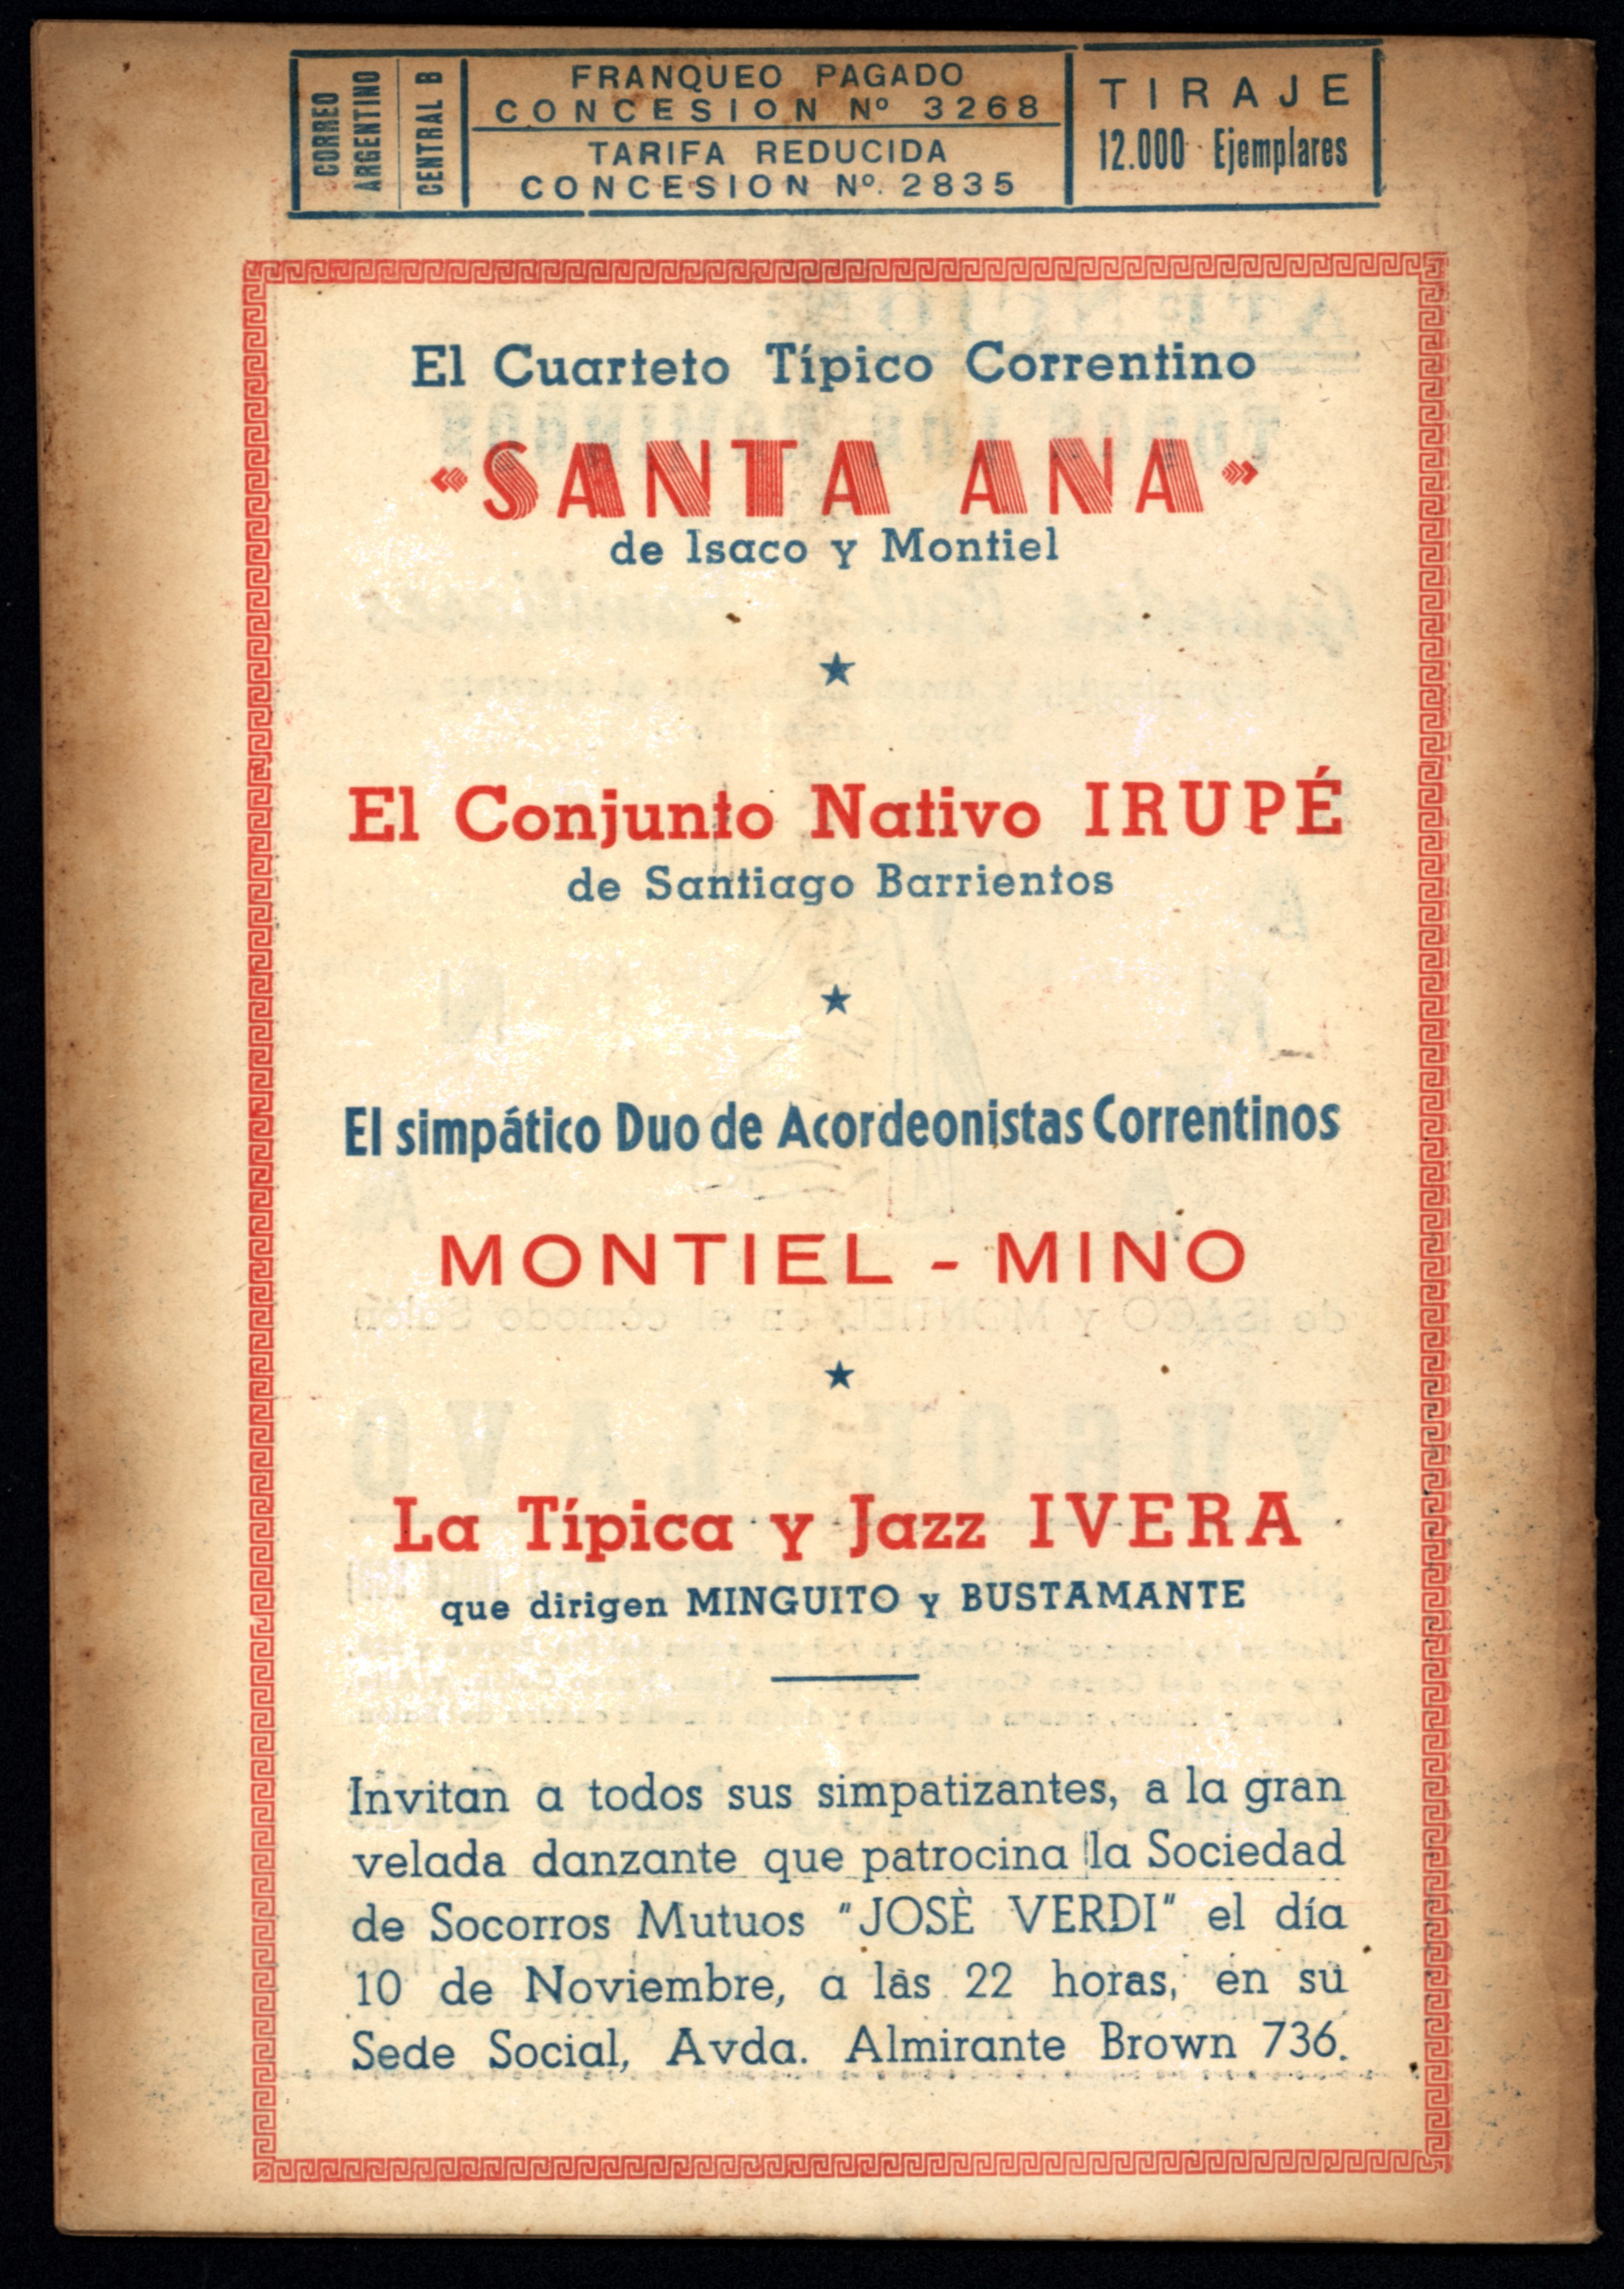 CORREO
ARGENTINO
CENTRAL B
FRANQUEO PAGADO
CONCESION Nº 3268
TARIFA REDUCIDA
CONCESION Nº. 2835
TIRAJE
12.000 Ejemplares
El Cuarteto Típico Correntino
«SANTA ANA»
de Isaco y Montiel
El Conjunto Nativo IRUPÉ
de Santiago Barrientos
El simpático Duo de Acordeonistas Correntinos
MONTIEL - MINO
La Típica y Jazz IVERA
que dirigen MINGUITO y BUSTAMANTE
Invitan a todos sus simpatizantes, a la gran
velada danzante que patrocina la Sociedad
de Socorros Mutuos "JOSÈ VERDI" el día
10 de Noviembre, a las 22 horas, en su
Sede Social, Avda. Almirante Brown 736.